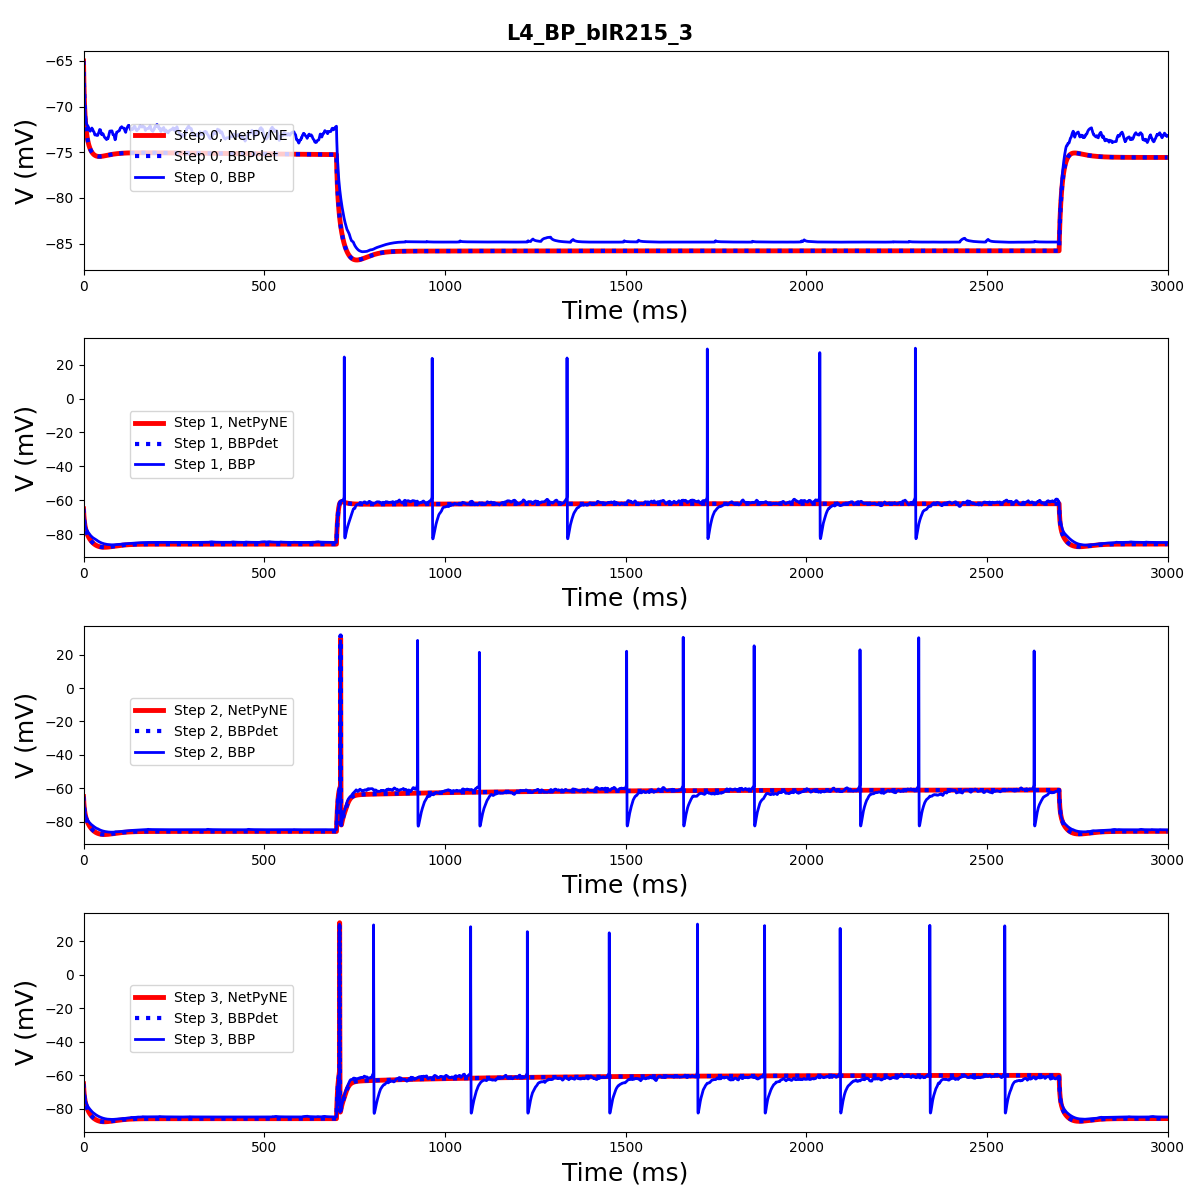 L4_BP_bIR215_3
−65
−70
−75
−80
−85
V (mV)
Step 0, NetPyNE
Step 0, BBPdet
Step 0, BBP
0 500 1000 1500 2000 2500 3000
Time (ms)
20
0
−20
−40
−60
−80
V (mV)
Step 1, NetPyNE
Step 1, BBPdet
Step 1, BBP
0 500 1000 1500 2000 2500 3000
Time (ms)
20
0
−20
−40
−60
−80
V (mV)
Step 2, NetPyNE
Step 2, BBPdet
Step 2, BBP
0 500 1000 1500 2000 2500 3000
Time (ms)
20
0
−20
−40
−60
−80
V (mV)
Step 3, NetPyNE
Step 3, BBPdet
Step 3, BBP
0 500 1000 1500 2000 2500 3000
Time (ms)